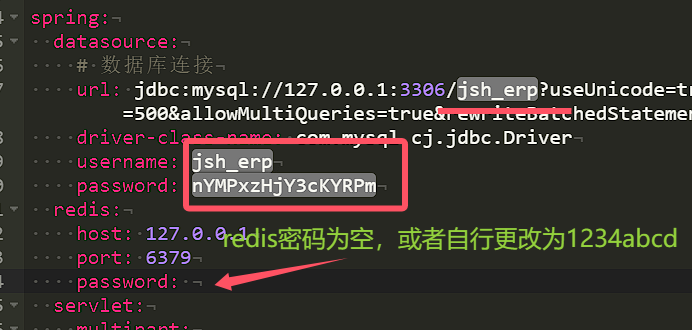 spring:
datasource:
# 数据库连接
url: jdbc:mysql://127.0.0.1:3306/jsh_erp?useUnicode=tr
=500&allowMultiQueries=true&rewriteBatchedStatemen
driver-class-name: com.mysql.cj.jdbc.Driver
username: jsh_erp
password: nYMPxzHjY3cKYRPm
redis:
host: 127.0.0.1
redis密码为空，或者自行更改为1234abcd
port: 6379
password:
servlet:
multipart: